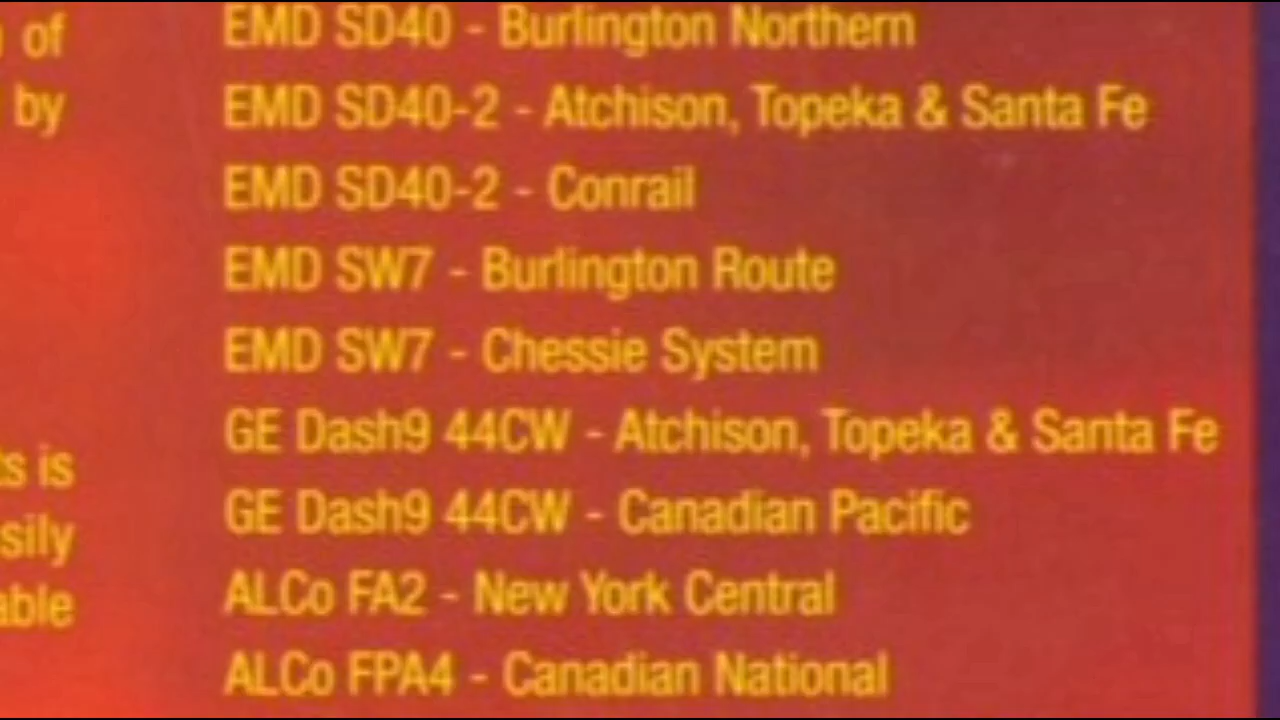 of
by
EMD SD40 - Burlington Northern
EMD SD40-2 - Atchison, Topeka & Santa Fe
EMD SD40-2 - Conrail
EMD SW7 - Burlington Route
EMD SW7 - Chessie System
GE Dash9 44CW - Atchison, Topeka & Santa Fe
GE Dash9 44CW - Canadian Pacific
ALCo FA2 - New York Central
ALCo FPA4 - Canadian National
is